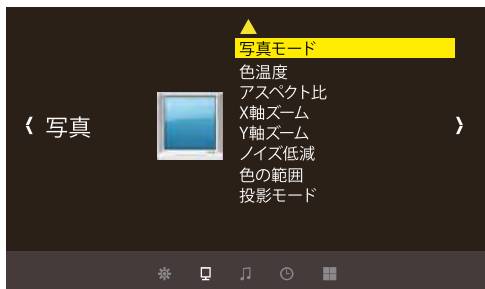 写真
写真モード
色温度
アスペクト比
X軸ズーム
Y軸ズーム
ノイズ低減
色の範囲
投影モード